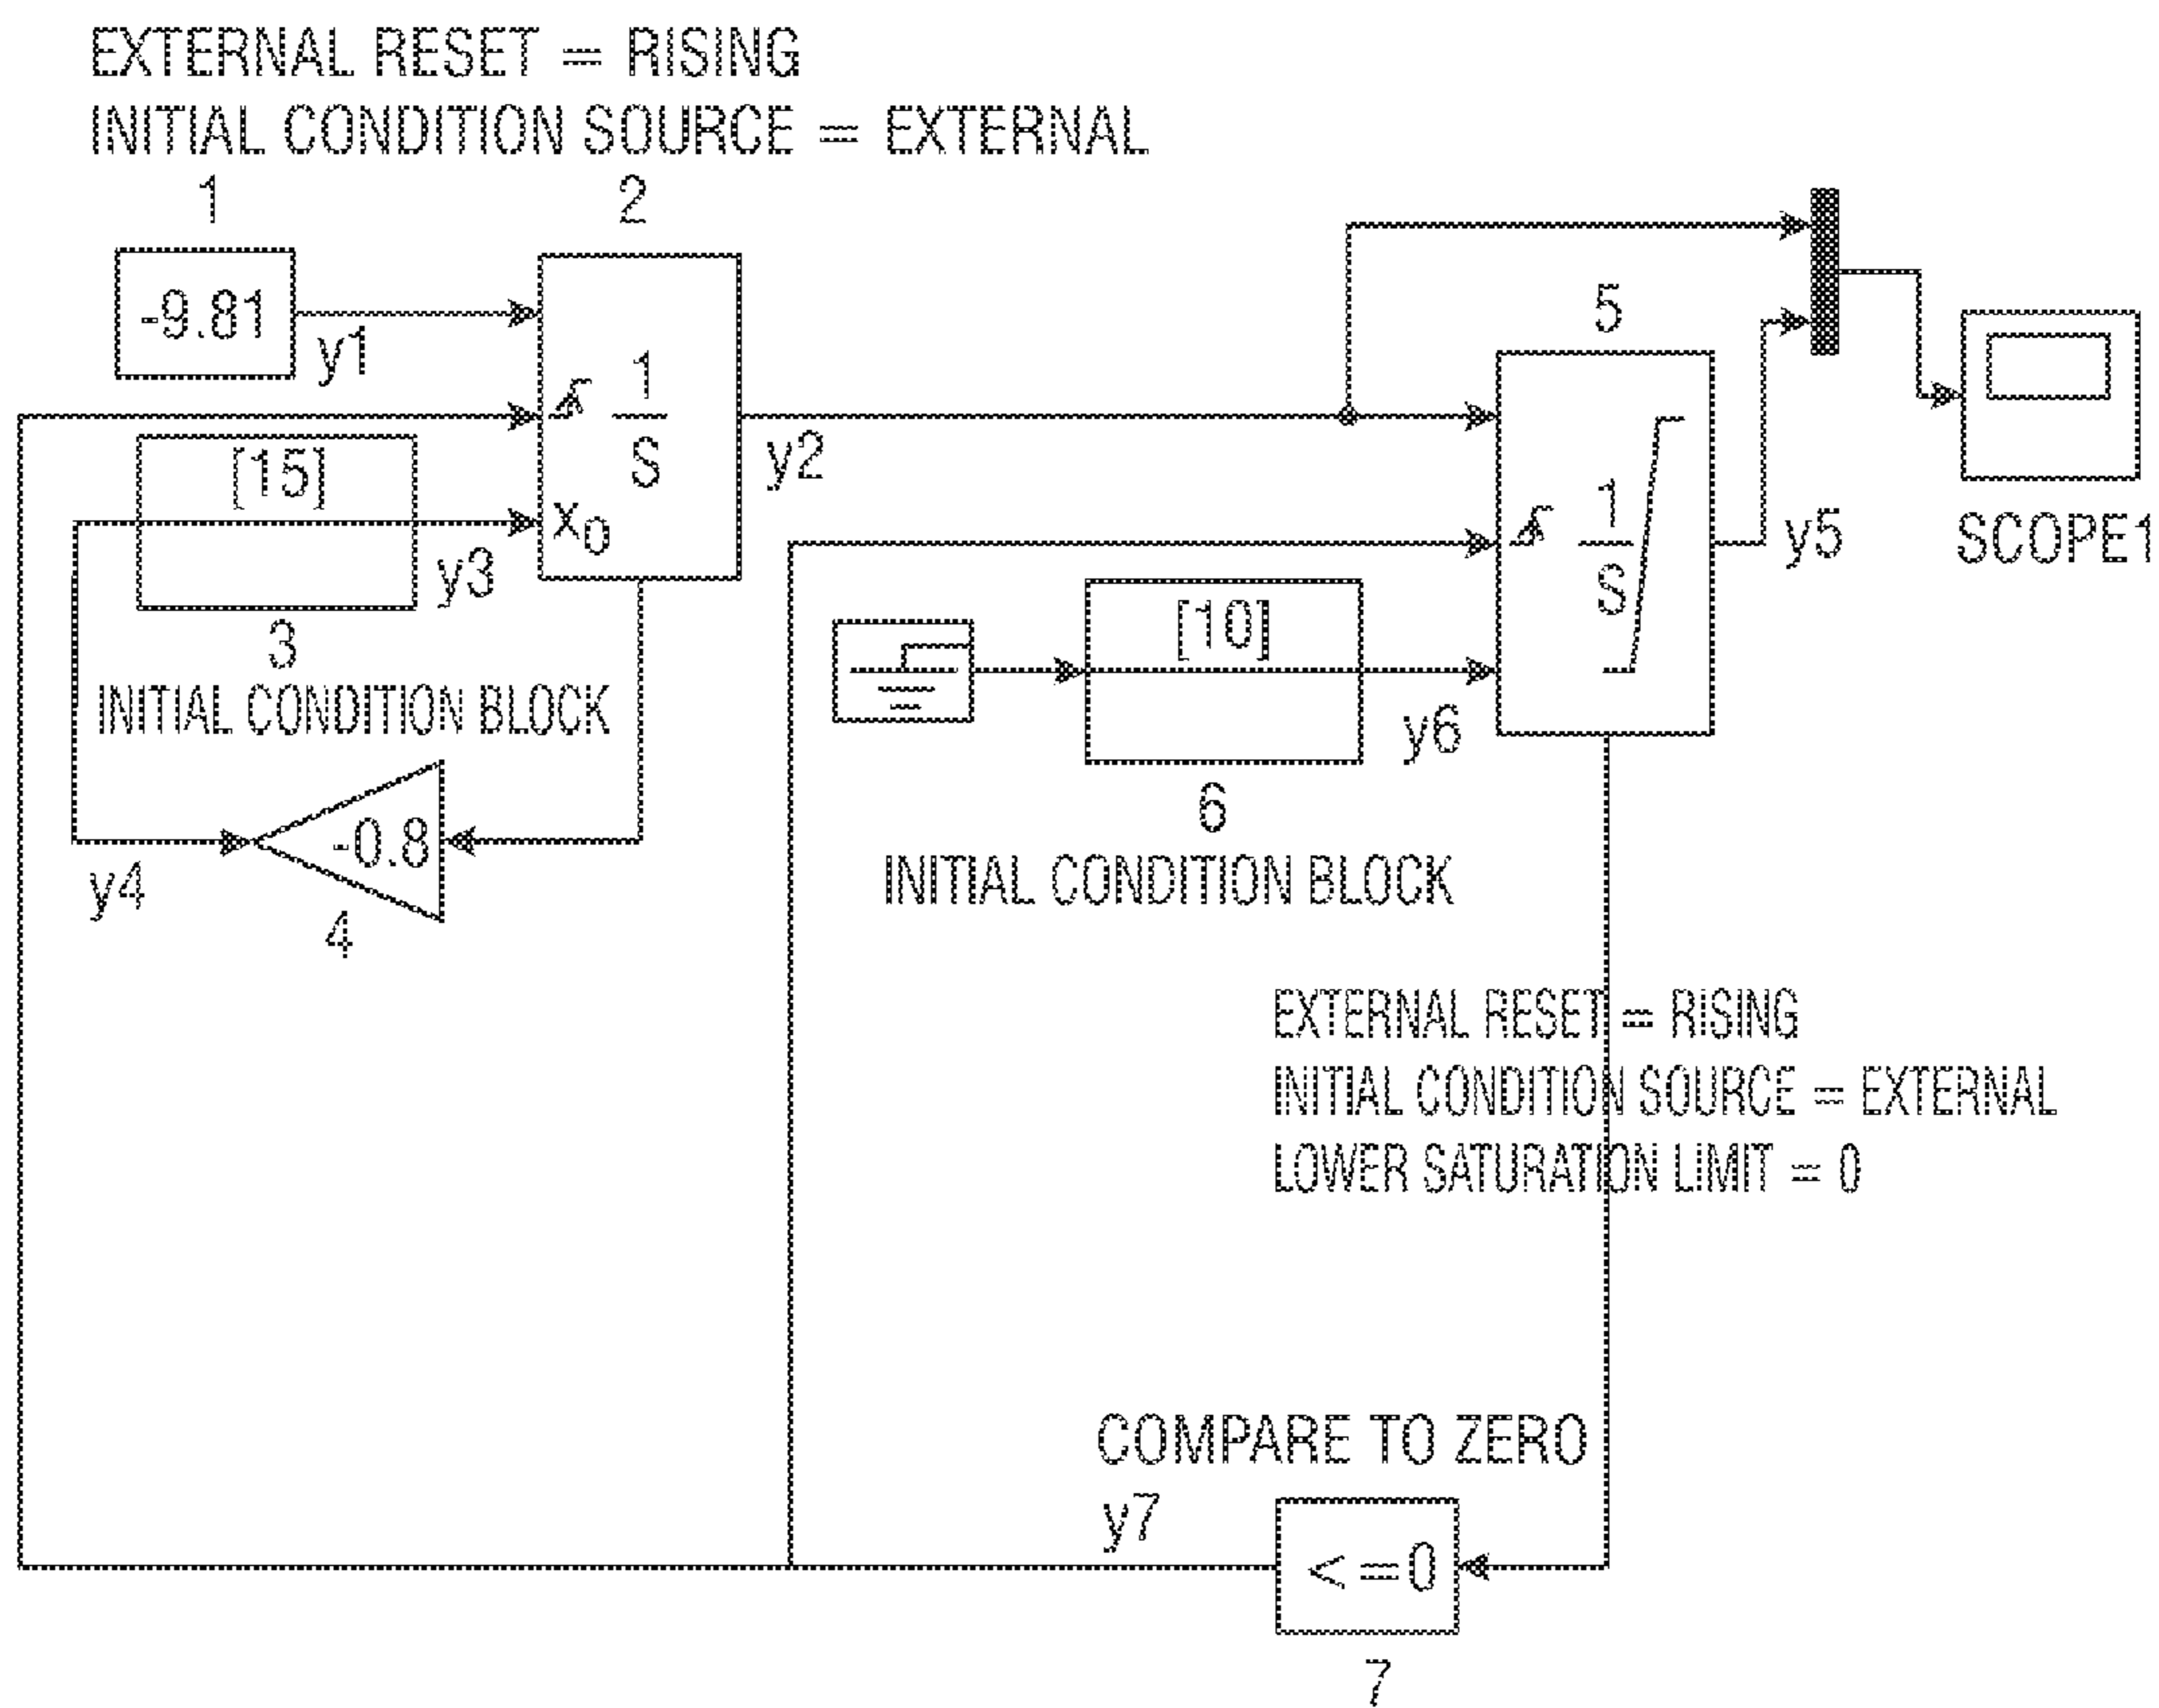 EXTERNAL RESET = RISING
INITIAL CONDITION SOURCE = EXTERNAL
1
2
-9.81
y1
1
S
x0
y2
[15]
y3
3
INITIAL CONDITION BLOCK
-0.8
y4
4
5
1
S
y5
SCOPE1
[10]
y6
6
INITIAL CONDITION BLOCK
EXTERNAL RESET = RISING
INITIAL CONDITION SOURCE = EXTERNAL
LOWER SATURATION LIMIT = 0
COMPARE TO ZERO
y7
<=0
7